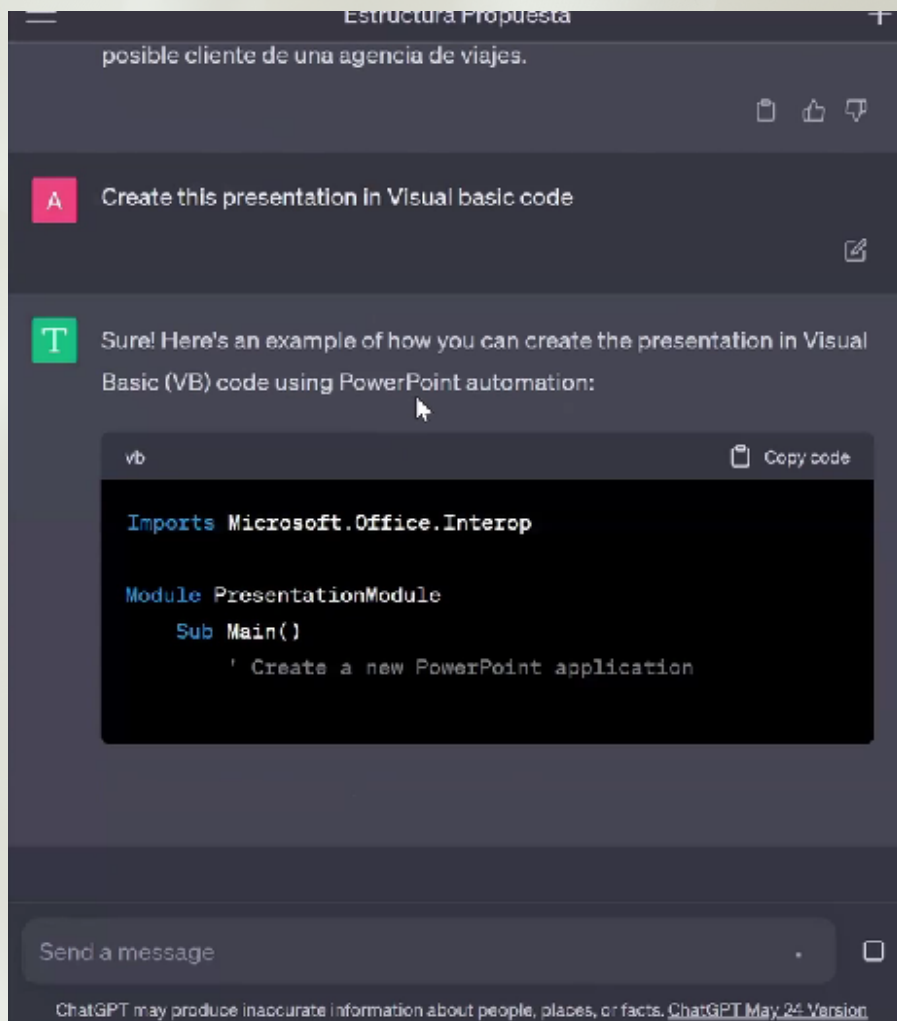 Estructura Propuesta
posible cliente de una agencia de viajes.
A
Create this presentation in Visual basic code
T
Sure! Here's an example of how you can create the presentation in Visual
Basic (VB) code using PowerPoint automation:
vb
Copy code
Imports Microsoft.Office.Interop
Module PresentationModule
Sub Main()
' Create a new PowerPoint application
Send a message
ChatGPT may produce inaccurate information about people, places, or facts. ChatGPT May 24 Version